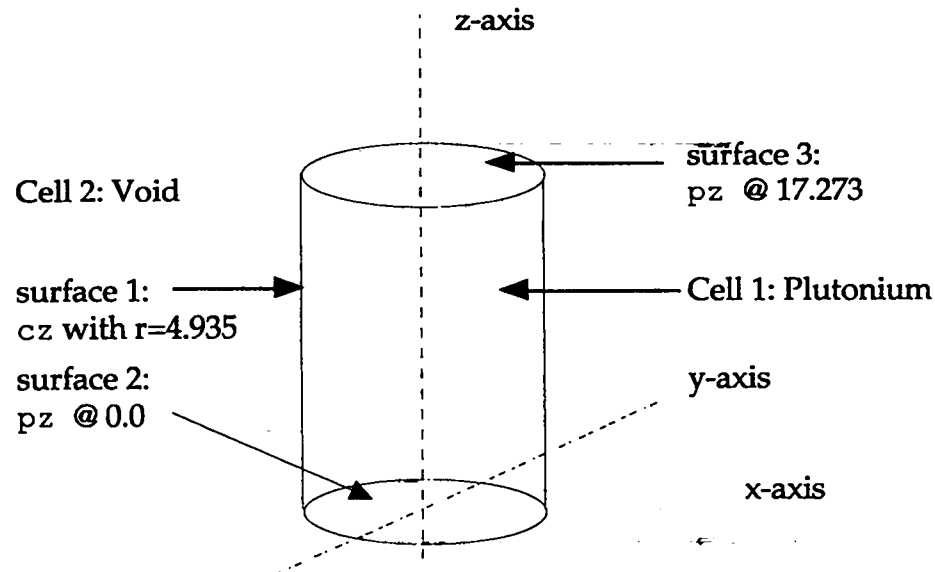 z-axis
surface 3:
pz @ 17.273
Cell 2: Void
surface 1:
cz with r=4.935
Cell 1: Plutonium
surface 2:
pz @ 0.0
y-axis
x-axis